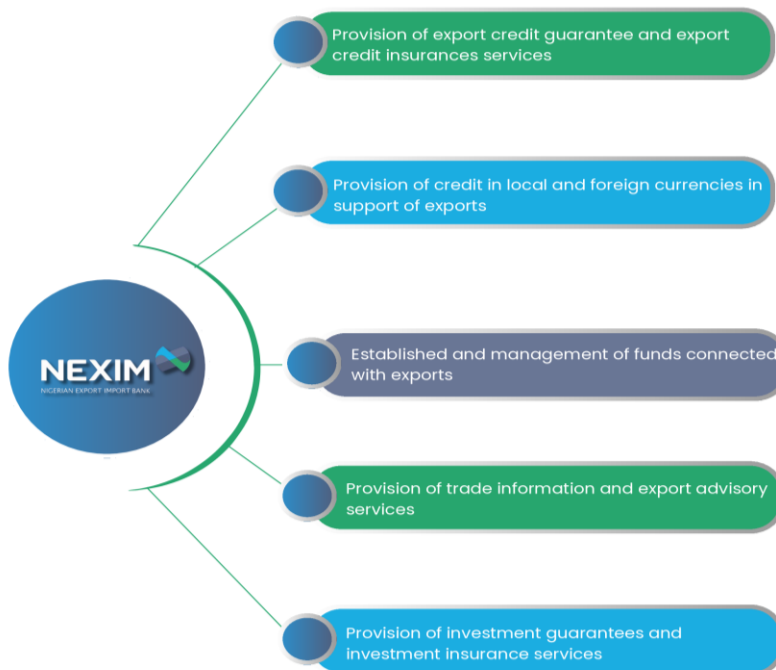 Provision of export credit guarantee and export
credit insurances services
Provision of credit in local and foreign currencies in
support of exports
NEXIM
NIGERIAN EXPORT IMPORT BANK
Established and management of funds connected
with exports
Provision of trade information and export advisory
services
Provision of investment guarantees and
investment insurance services